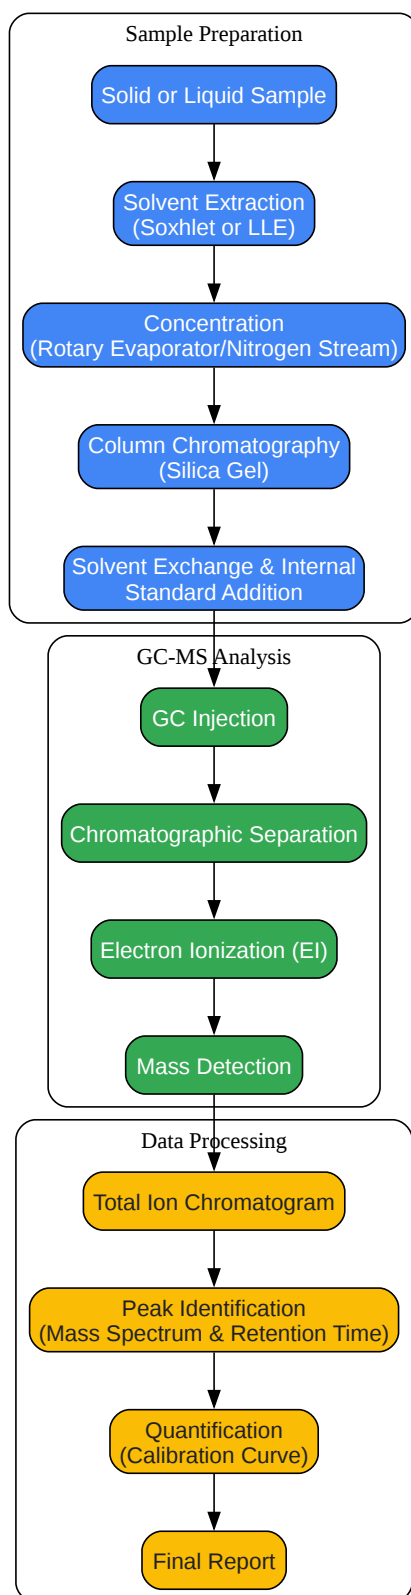 Sample Preparation
Solid or Liquid Sample
Solvent Extraction
(Soxhlet or LLE)
Concentration
(Rotary Evaporator/Nitrogen Stream)
Column Chromatography
(Silica Gel)
Solvent Exchange & Internal
Standard Addition
GC-MS Analysis
GC Injection
Chromatographic Separation
Electron Ionization (EI)
Mass Detection
Data Processing
Total Ion Chromatogram
Peak Identification
(Mass Spectrum & Retention Time)
Quantification
(Calibration Curve)
Final Report